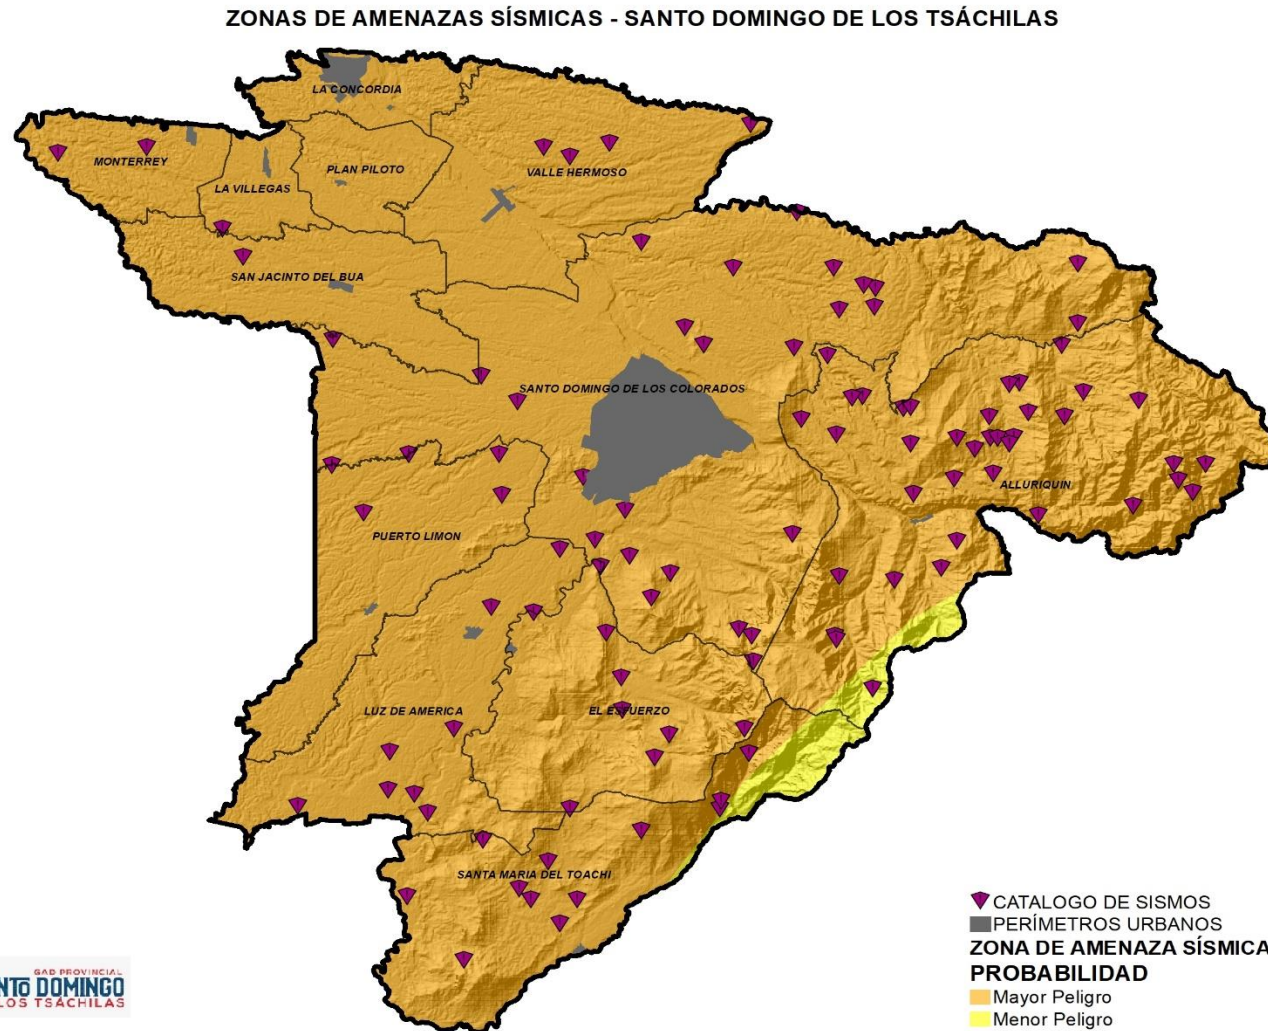 ZONAS DE AMENAZAS SÍSMICAS - SANTO DOMINGO DE LOS TSÁCHILAS
LA CONCORDIA
MONTERREY
PLAN PILOTO
VALLE HERMOSO
LA VILLEGAS
SAN JACINTO DEL BUA
SANTO DOMINGO DE LOS COLORADOS
ALLURIQUIN
PUERTO LIMON
LUZ DE AMERICA
EL ESFUERZO
SANTA MARIA DEL TOACHI
CATALOGO DE SISMOS
PERÍMETROS URBANOS
ZONA DE AMENAZA SÍSMICA
PROBABILIDAD
Mayor Peligro
Menor Peligro
GAD PROVINCIAL
NTO DOMINGO
LOS TSÁCHILAS